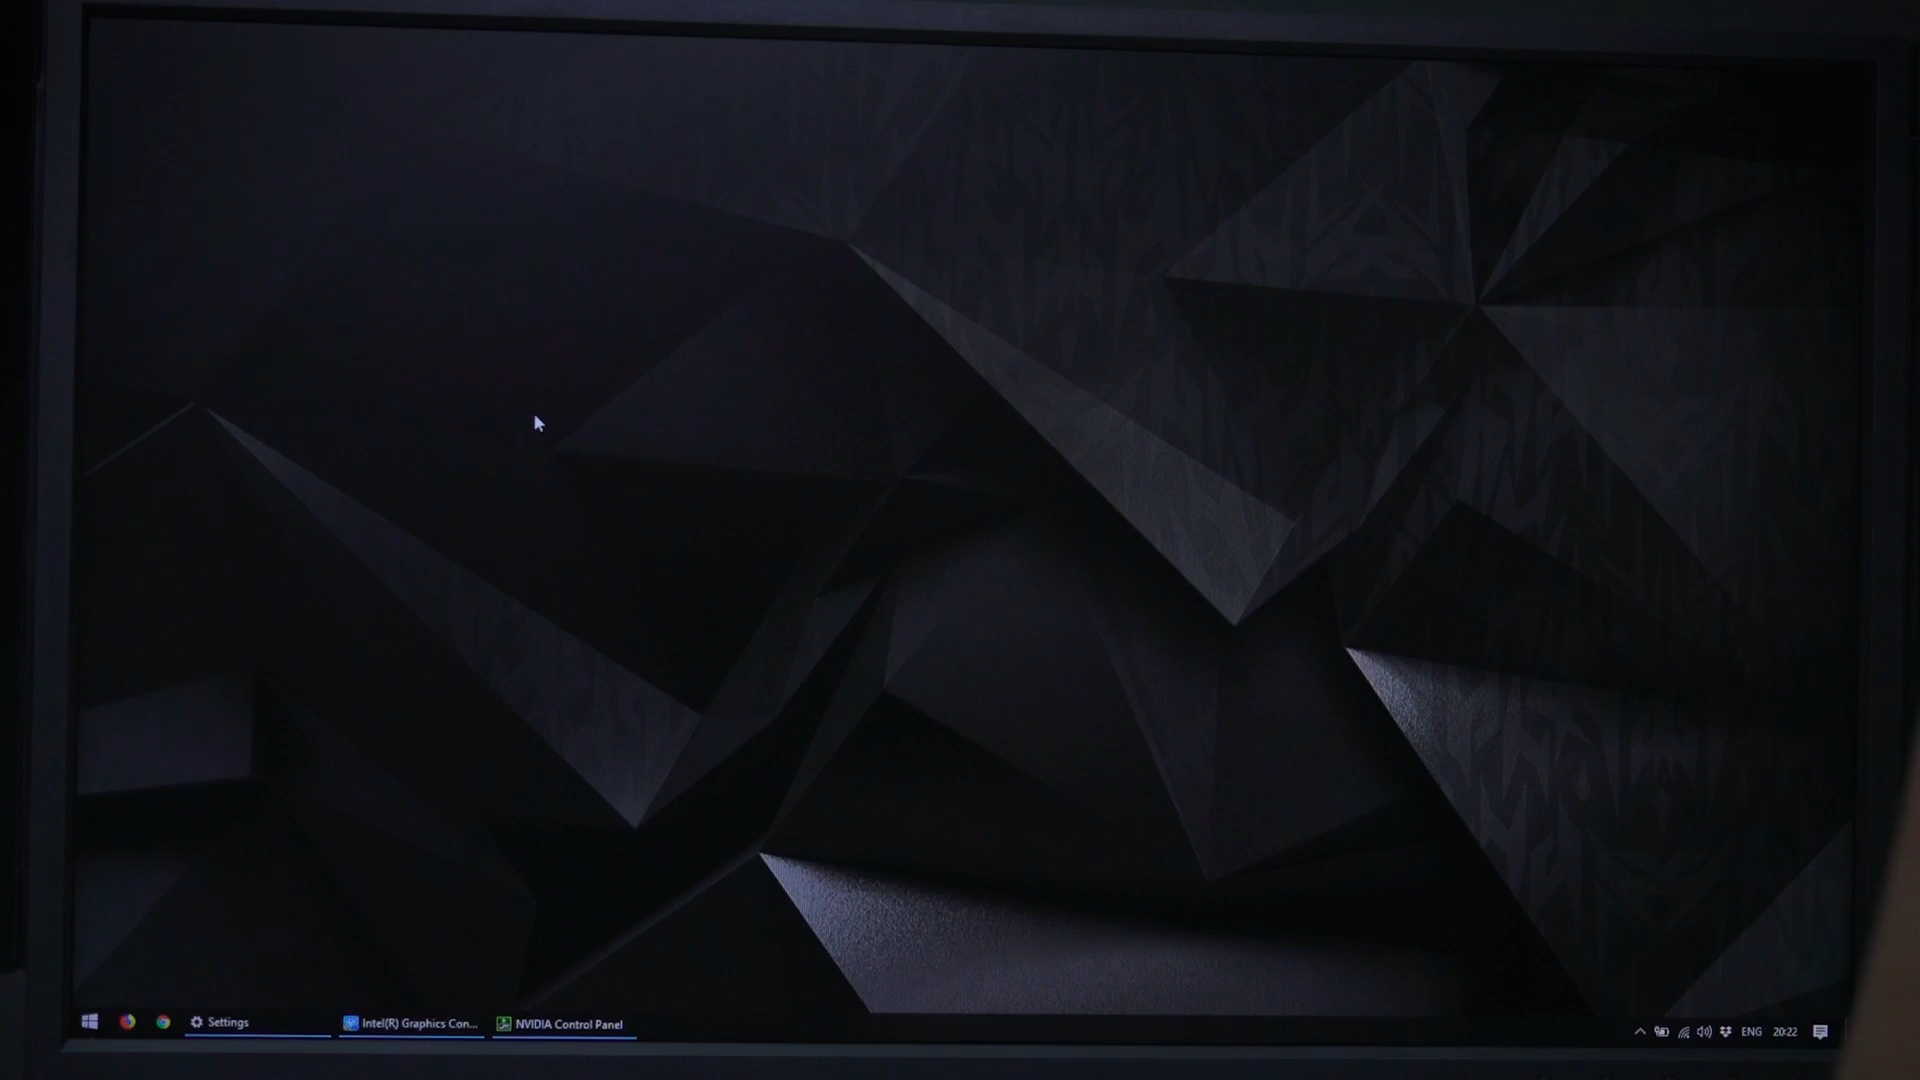 Settings
Intel(R) Graphics Con...
NVIDIA Control Panel
ENG
20:22